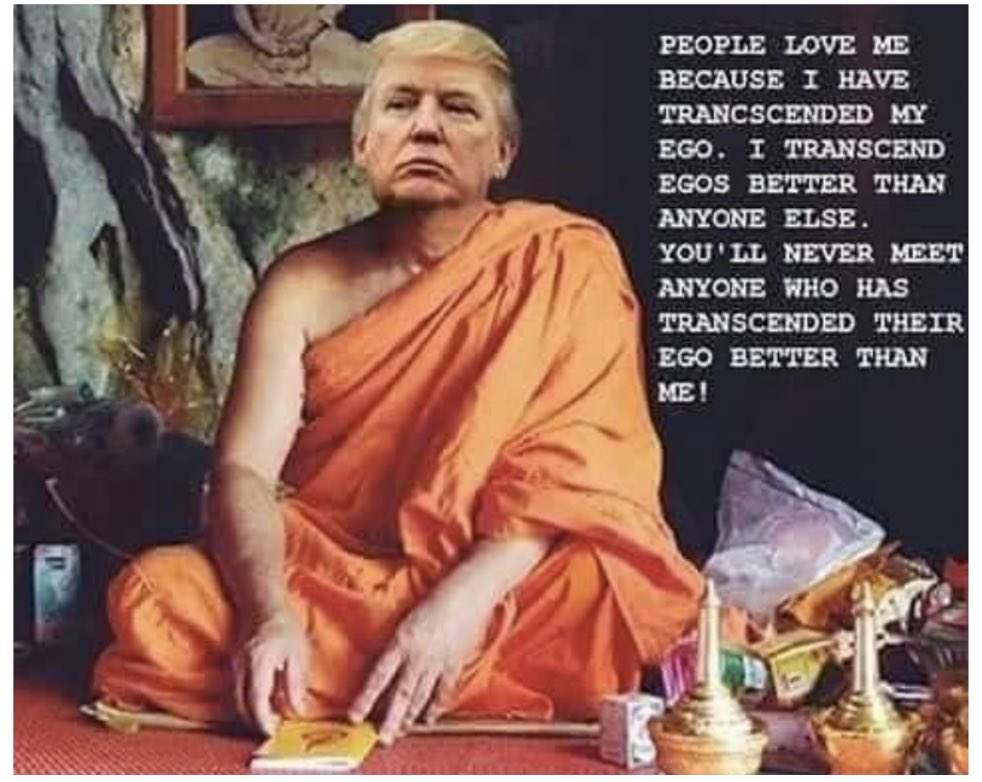 PEOPLE LOVE ME
BECAUSE I HAVE
TRANCSCENDED MY
EGO. I TRANSCEND
EGOS BETTER THAN
ANYONE ELSE.
YOU'LL NEVER MEET
ANYONE WHO HAS
TRANSCENDED THEIR
EGO BETTER THAN
ME!